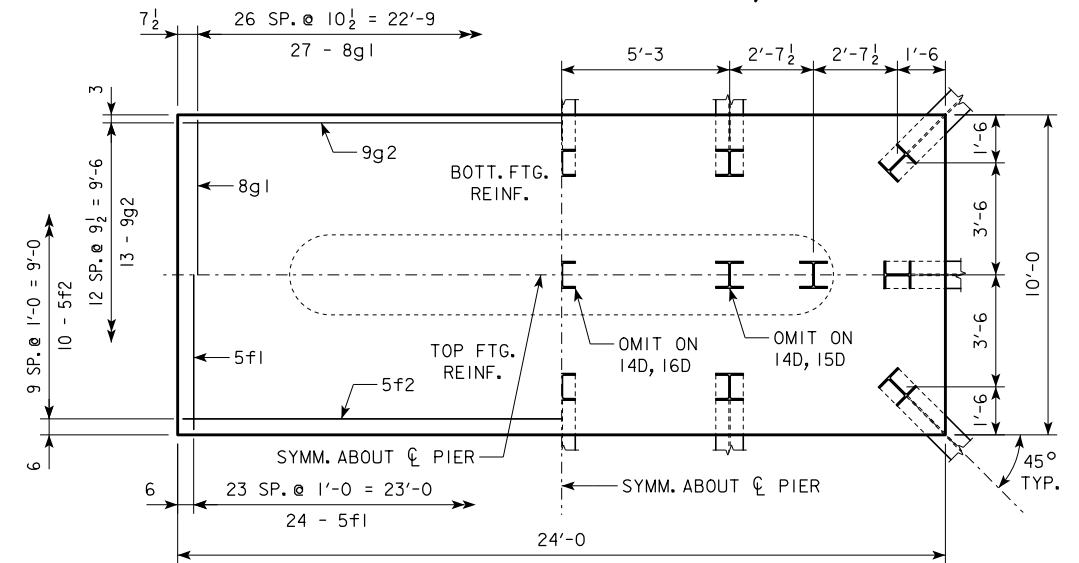 7½
26 SP.@ 10½ = 22'-9
27 - 8g1
5'-3
2'-7½
2'-7½
1'-6
3
12 SP.@ 9½ = 9'-6
13 - 9g2
9g2
8g1
BOTT. FTG.
REINF.
1'-6
3'-6
10'-0
3'-6
1'-6
9 SP.@ 1'-0 = 9'-0
10 - 5f2
6
5f1
TOP FTG.
REINF.
5f2
OMIT ON
14D, 16D
OMIT ON
14D, 15D
SYMM. ABOUT ℄ PIER
SYMM. ABOUT ℄ PIER
45°
TYP.
6
23 SP.@ 1'-0 = 23'-0
24 - 5f1
24'-0